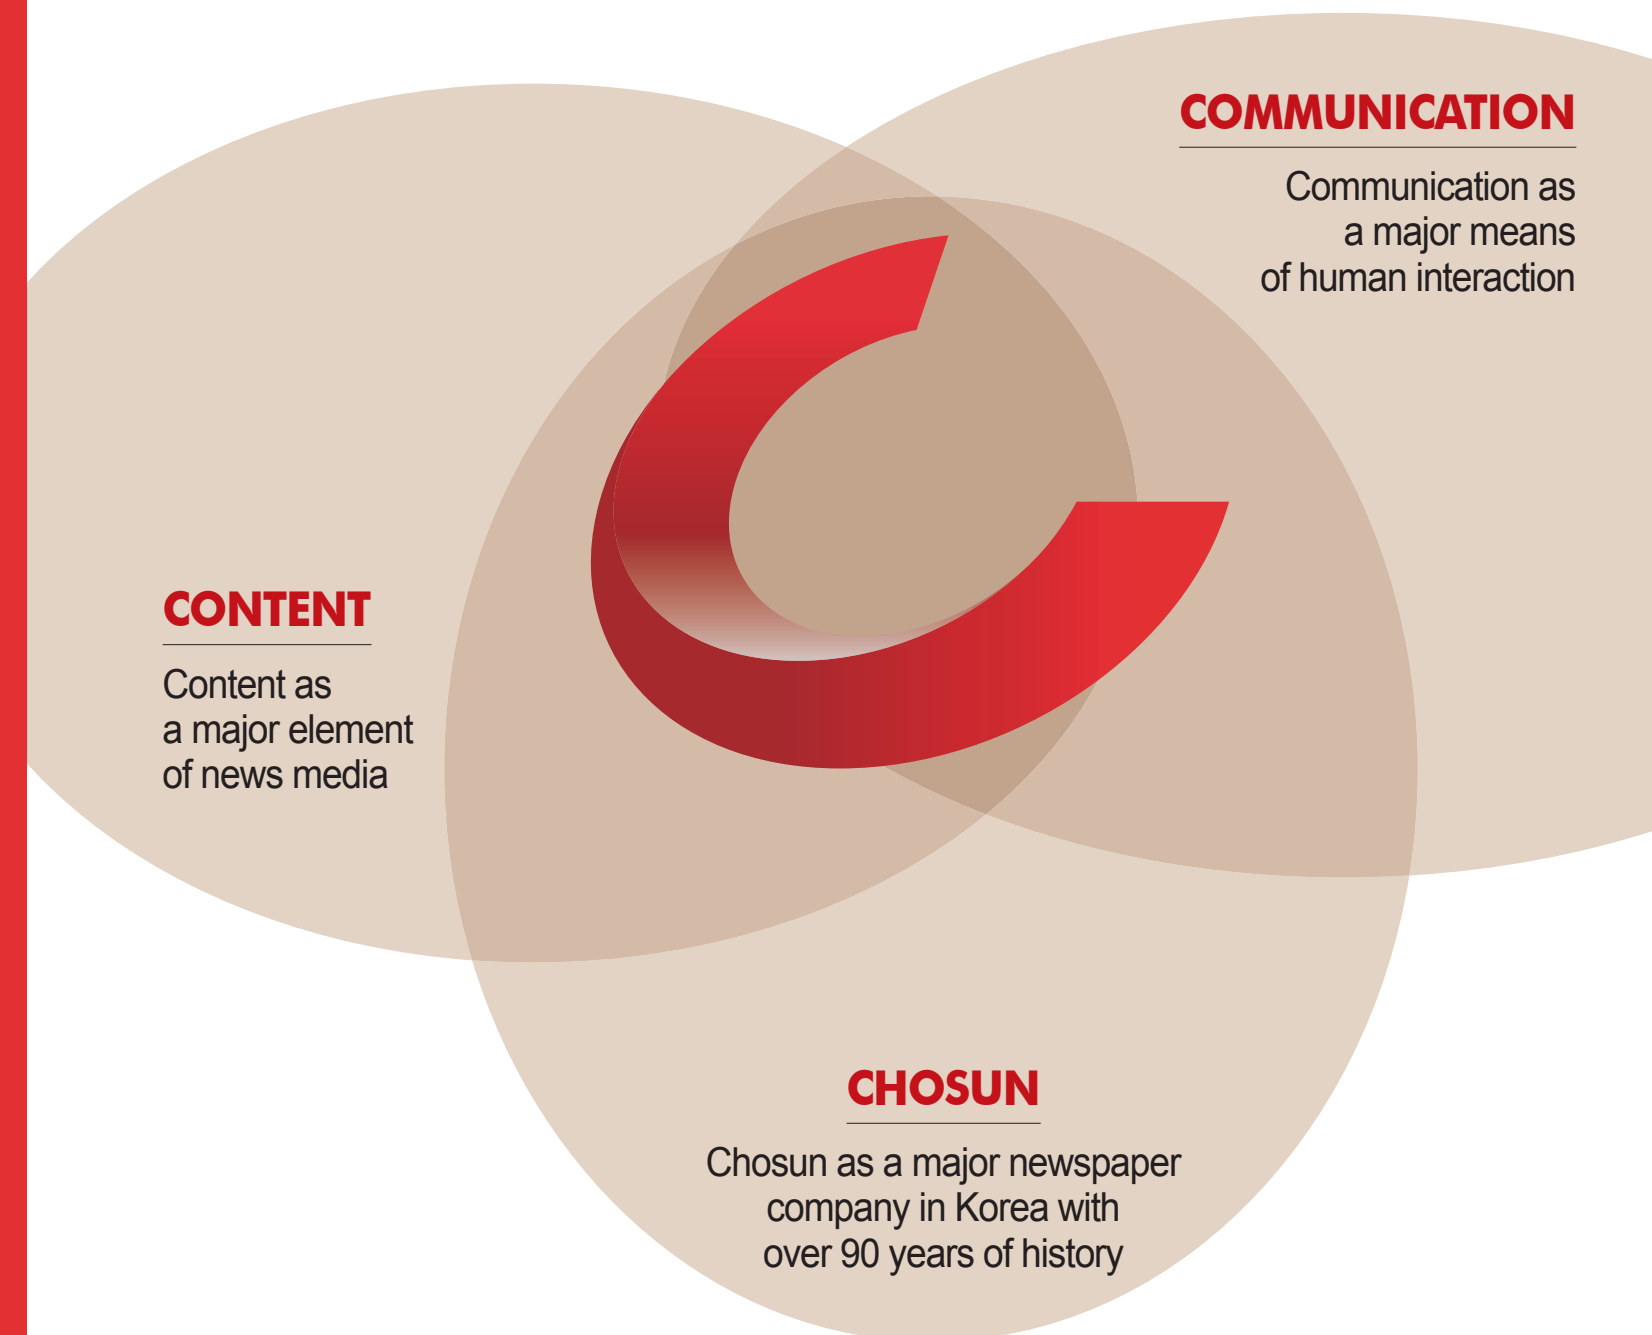 COMMUNICATION
Communication as
a major means
of human interaction
CONTENT
Content as
a major element
of news media
CHOSUN
Chosun as a major newspaper
company in Korea with
over 90 years of history